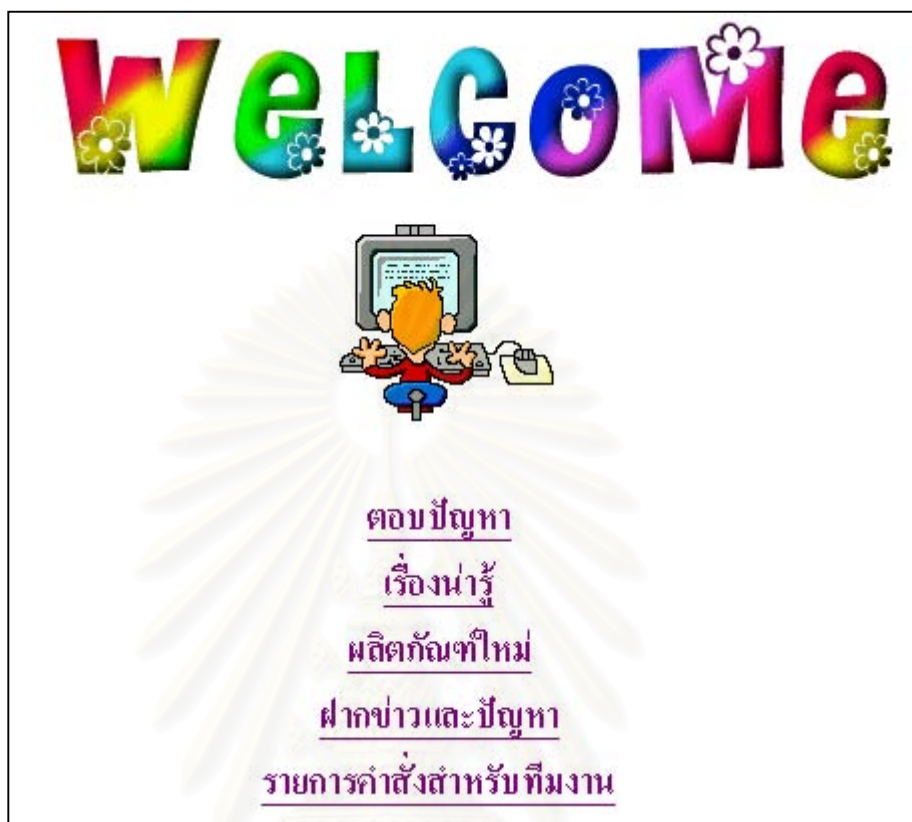 WeLCoMe
ตอบปัญหา
เรื่องน่ารู้
ผลิตภัณฑ์ใหม่
ฝากข่าวและปัญหา
รายการคำสั่งสำหรับทีมงาน